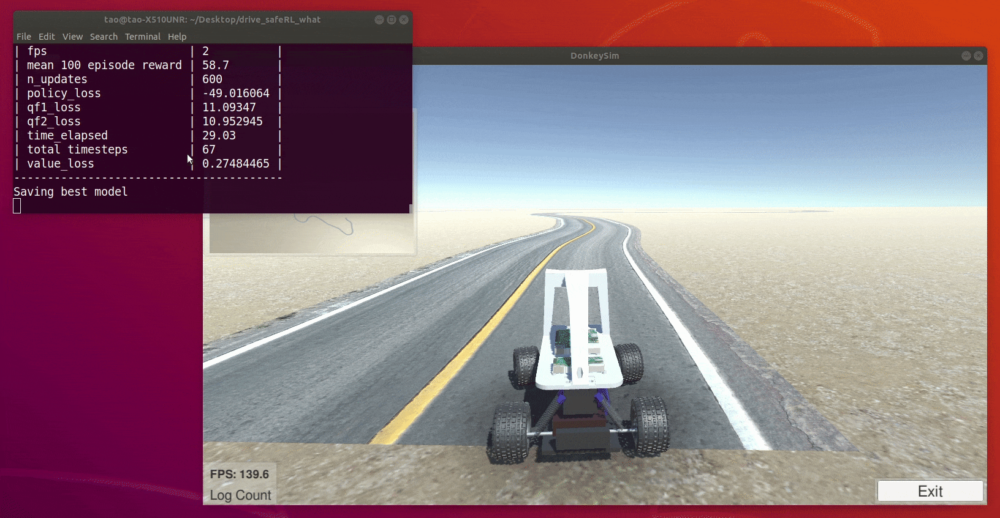 tao@tao-X510UNR: ~/Desktop/drive_safeRL_what
File Edit View Search Terminal Help
| fps | 2 |
| mean 100 episode reward | 58.7 |
| n_updates | 600 |
| policy_loss | -49.016064 |
| qf1_loss | 11.09347 |
| qf2_loss | 10.952945 |
| time_elapsed | 29.03 |
| total timesteps | 67 |
| value_loss | 0.27484465 |
----------------------------------------
Saving best model
DonkeySim
FPS: 139.6
Log Count
Exit